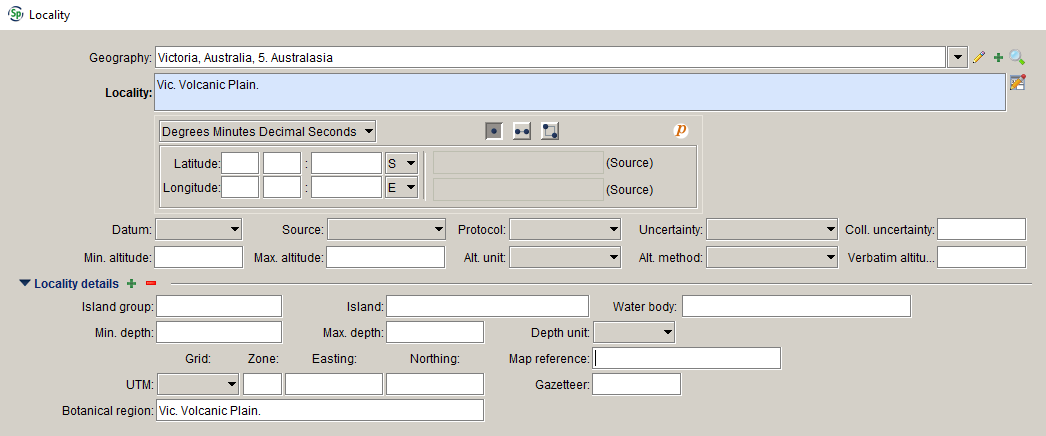 Sp Locality
Geography: Victoria, Australia, 5. Australasia
Locality: Vic. Volcanic Plain.
Degrees Minutes Decimal Seconds p
Latitude: : S (Source)
Longitude: : E (Source)
Datum: Source: Protocol: Uncertainty: Coll. uncertainty:
Min. altitude: Max. altitude: Alt. unit: Alt. method: Verbatim altitu...
Locality details
Island group: Island: Water body:
Min. depth: Max. depth: Depth unit:
Grid: Zone: Easting: Northing: Map reference:
UTM: Gazetteer:
Botanical region: Vic. Volcanic Plain.